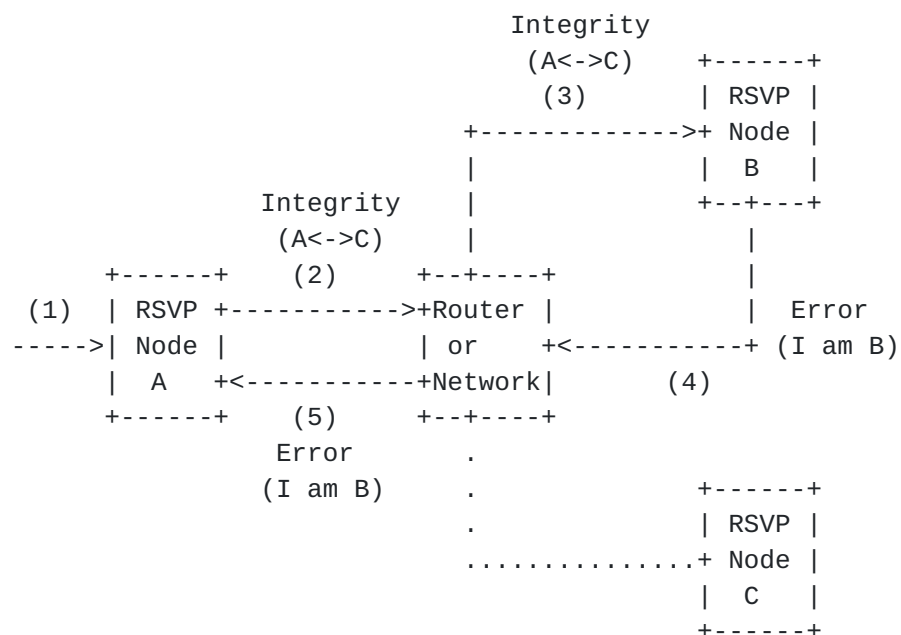 Integrity
                                  (A<->C)    +------+
                                   (3)       | RSVP |
                              +------------->+ Node |
                              |              |  B   |
                Integrity     |              +--+---+
                 (A<->C)      |                 |
      +------+    (2)      +--+----+            |
 (1)  | RSVP +----------->+Router |            |  Error
----->| Node |            | or    +<-----------+ (I am B)
      |  A   +<-----------+Network|       (4)
      +------+    (5)      +--+----+
                 Error        .
                (I am B)      .              +------+
                              .              | RSVP |
                              ...............+ Node |
                                             |  C   |
                                             +------+